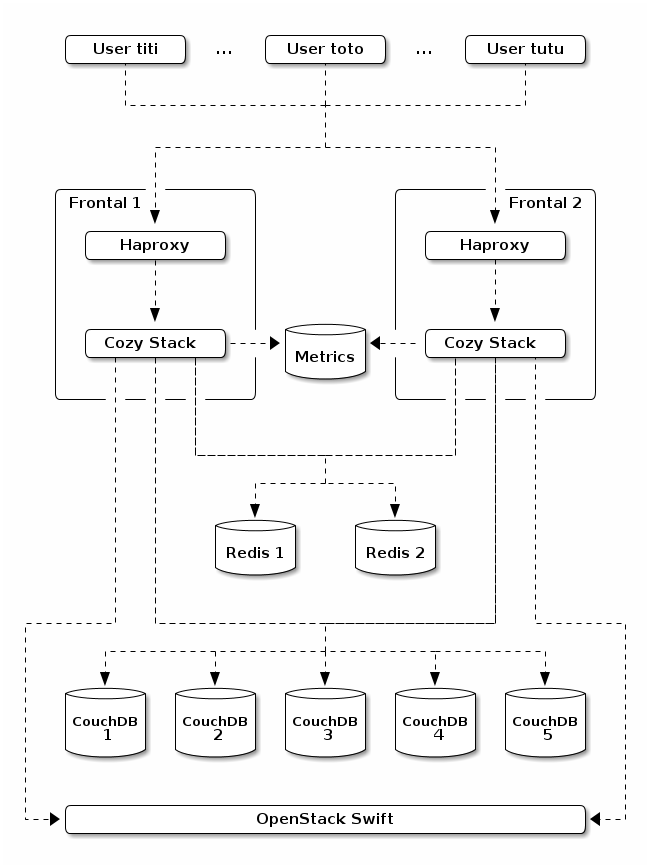 User titi ... User toto ... User tutu
Frontal 1 Frontal 2
Haproxy Haproxy
Cozy Stack Cozy Stack
Metrics
Redis 1 Redis 2
CouchDB CouchDB CouchDB CouchDB CouchDB
1 2 3 4 5
OpenStack Swift